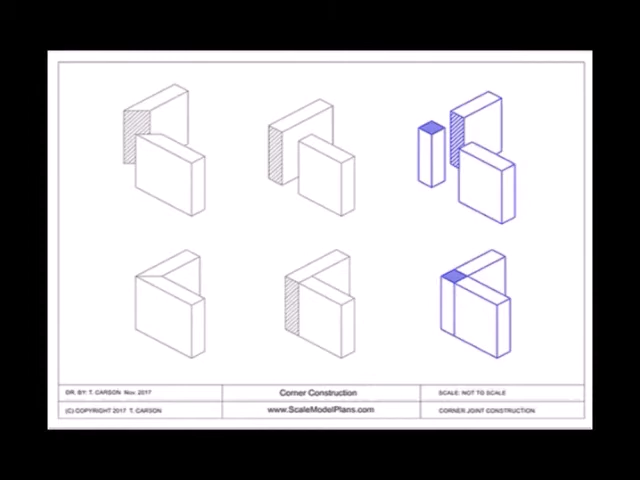 DR. BY: T. CARSON Nov. 2017
Corner Construction
SCALE: NOT TO SCALE
(C) COPYRIGHT 2017 T. CARSON
www.ScaleModelPlans.com
CORNER JOINT CONSTRUCTION